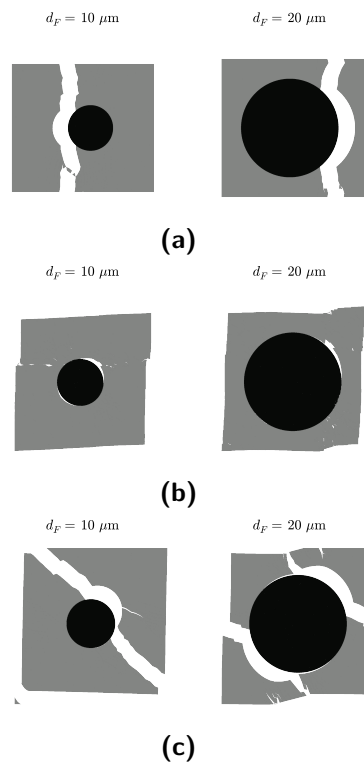 d_F = 10 μm
d_F = 20 μm
(a)
d_F = 10 μm
d_F = 20 μm
(b)
d_F = 10 μm
d_F = 20 μm
(c)